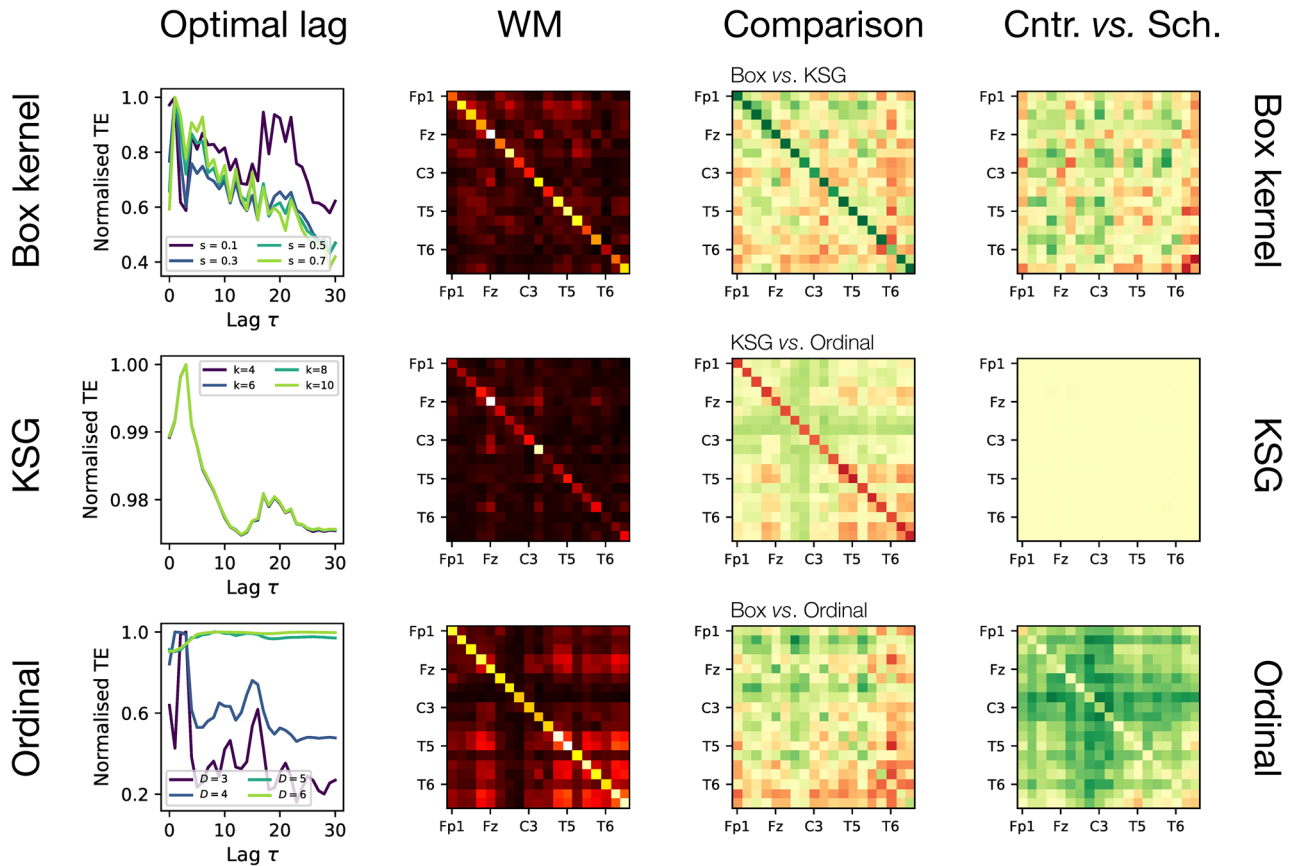 Optimal lag WM Comparison Cntr. vs. Sch.
Box kernel
Normalised TE
1.0
0.8
0.6
0.4
s = 0.1 s = 0.5
s = 0.3 s = 0.7
0 10 20 30
Lag τ
Fp1
Fz
C3
T5
T6
Fp1 Fz C3 T5 T6
Box vs. KSG
Fp1
Fz
C3
T5
T6
Fp1 Fz C3 T5 T6
Fp1
Fz
C3
T5
T6
Fp1 Fz C3 T5 T6
Box kernel
KSG
Normalised TE
1.00
0.99
0.98
k=4 k=8
k=6 k=10
0 10 20 30
Lag τ
Fp1
Fz
C3
T5
T6
Fp1 Fz C3 T5 T6
KSG vs. Ordinal
Fp1
Fz
C3
T5
T6
Fp1 Fz C3 T5 T6
Fp1
Fz
C3
T5
T6
Fp1 Fz C3 T5 T6
KSG
Ordinal
Normalised TE
1.0
0.6
0.2
D = 3 D = 5
D = 4 D = 6
0 10 20 30
Lag τ
Fp1
Fz
C3
T5
T6
Fp1 Fz C3 T5 T6
Box vs. Ordinal
Fp1
Fz
C3
T5
T6
Fp1 Fz C3 T5 T6
Fp1
Fz
C3
T5
T6
Fp1 Fz C3 T5 T6
Ordinal